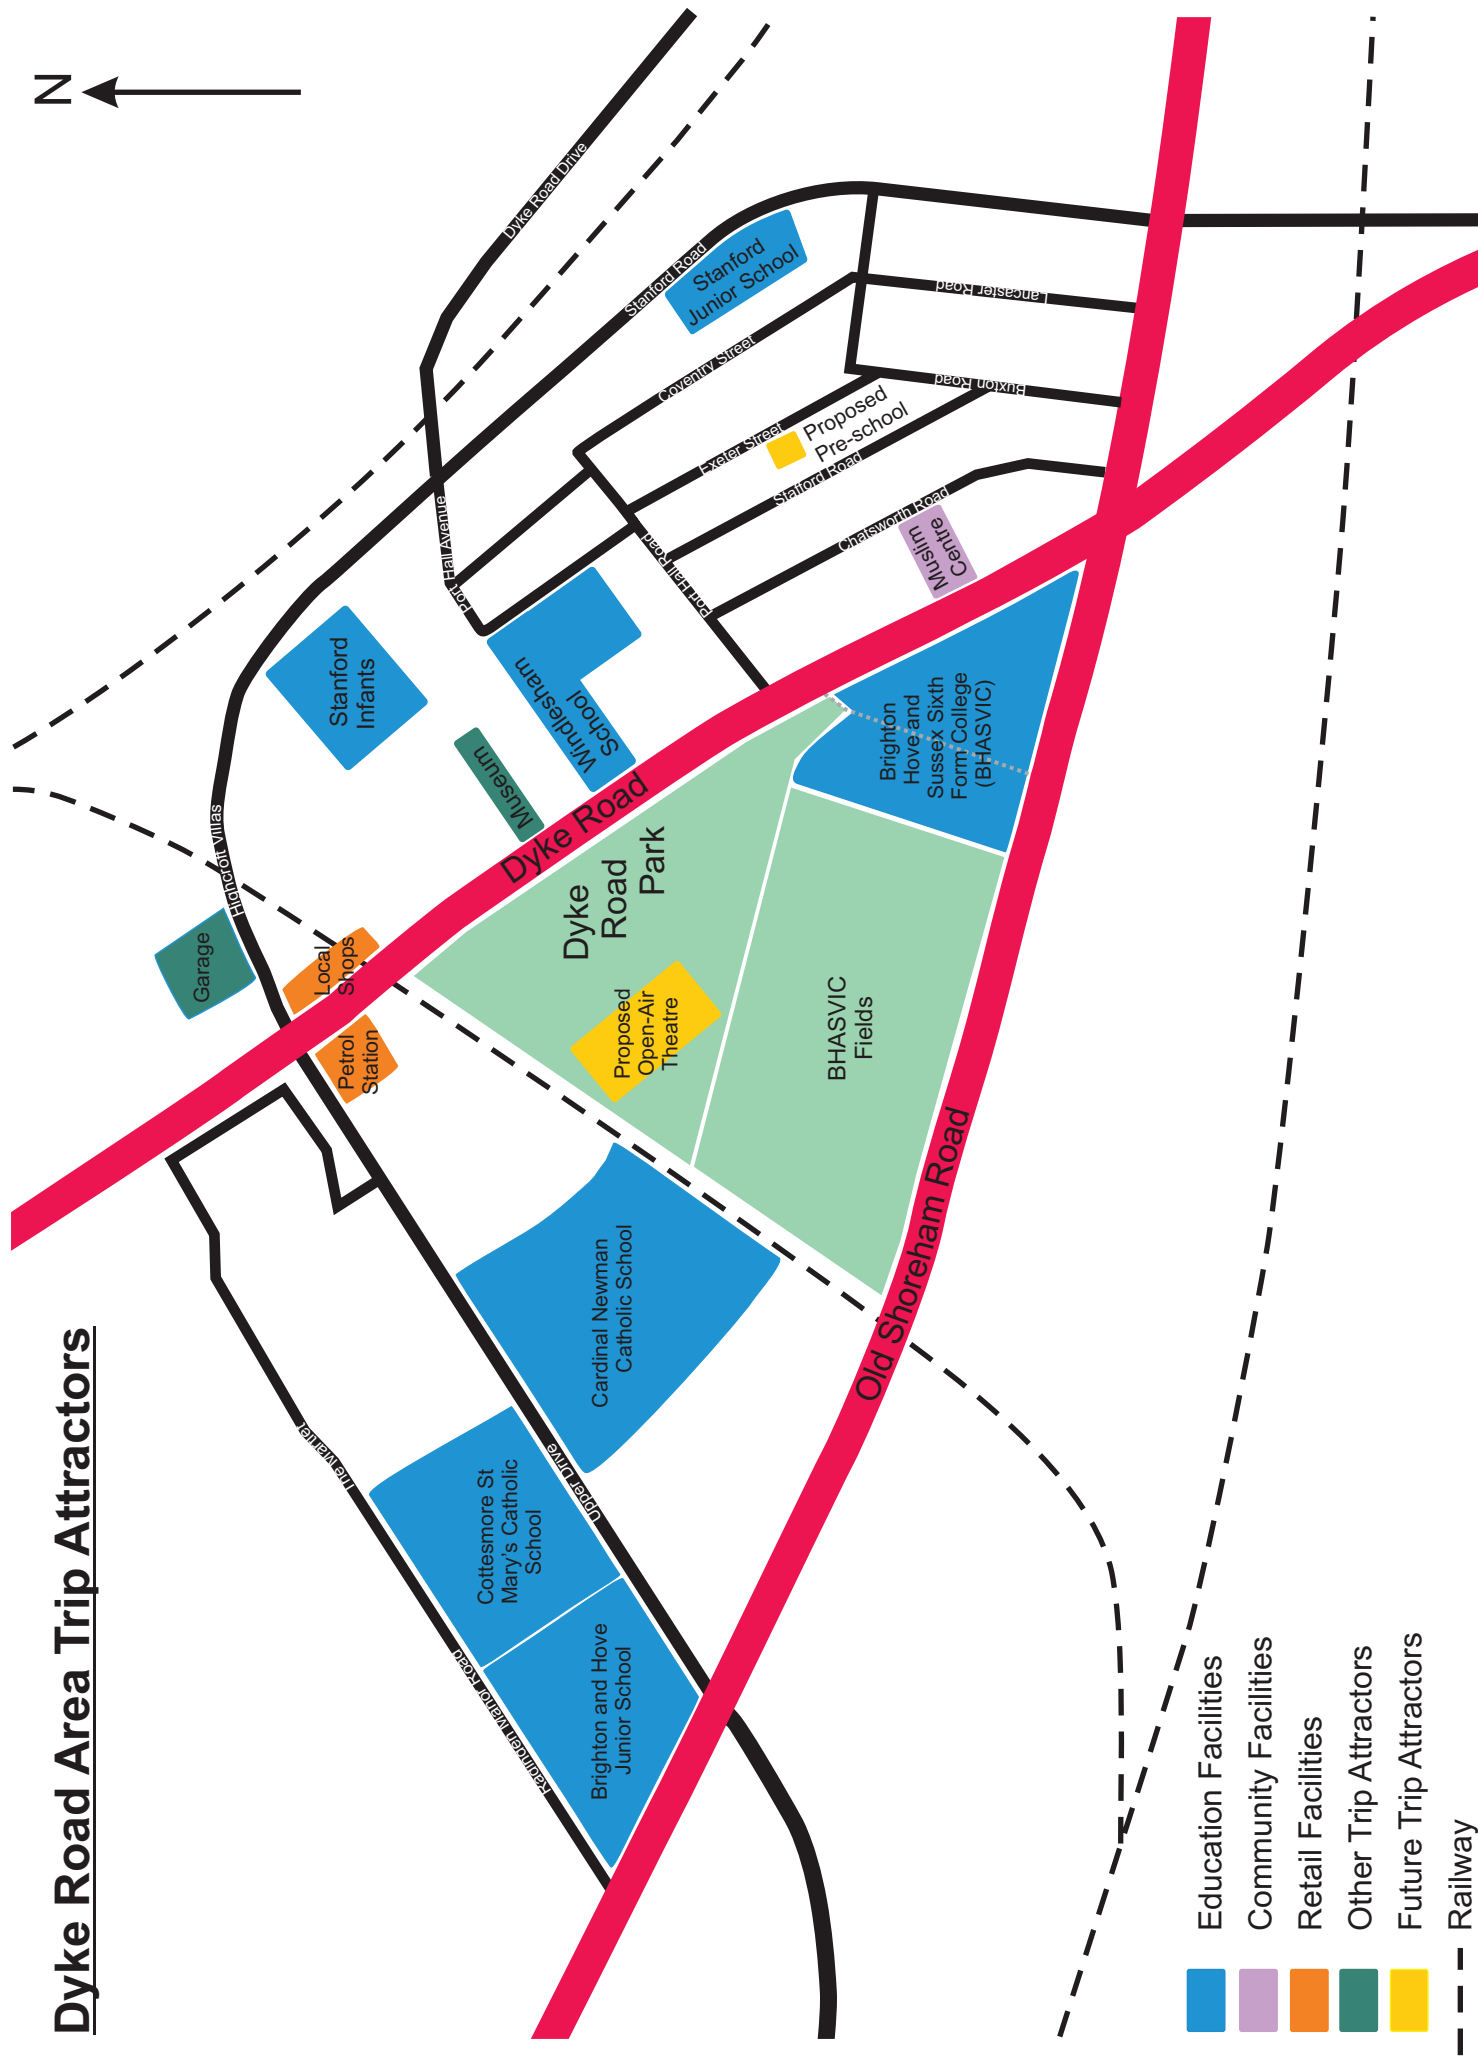 Dyke Road Area Trip Attractors
N
Dyke Road Drive
Stanford Road
Stanford
Junior School
Lancaster Road
Coventry Street
Buxton Road
Exeter Street
Proposed
Pre-school
Stafford Road
Chatsworth Road
Muslim
Centre
Port Hall Avenue
Port
Port Hall Road
Stanford
Infants
Windlesham
School
Museum
Highcroft Villas
Garage
Local
Shops
Petrol
Station
Dyke Road
Dyke
Road
Park
Proposed
Open-Air
Theatre
BHASVIC
Fields
Brighton
Hove and
Sussex Sixth
Form College
(BHASVIC)
Old Shoreham Road
Cardinal Newman
Catholic School
Cottesmore St
Mary's Catholic
School
Brighton and Hove
Junior School
Upper Drive
The Martlet
Radinden Manor Road
Education Facilities
Community Facilities
Retail Facilities
Other Trip Attractors
Future Trip Attractors
Railway